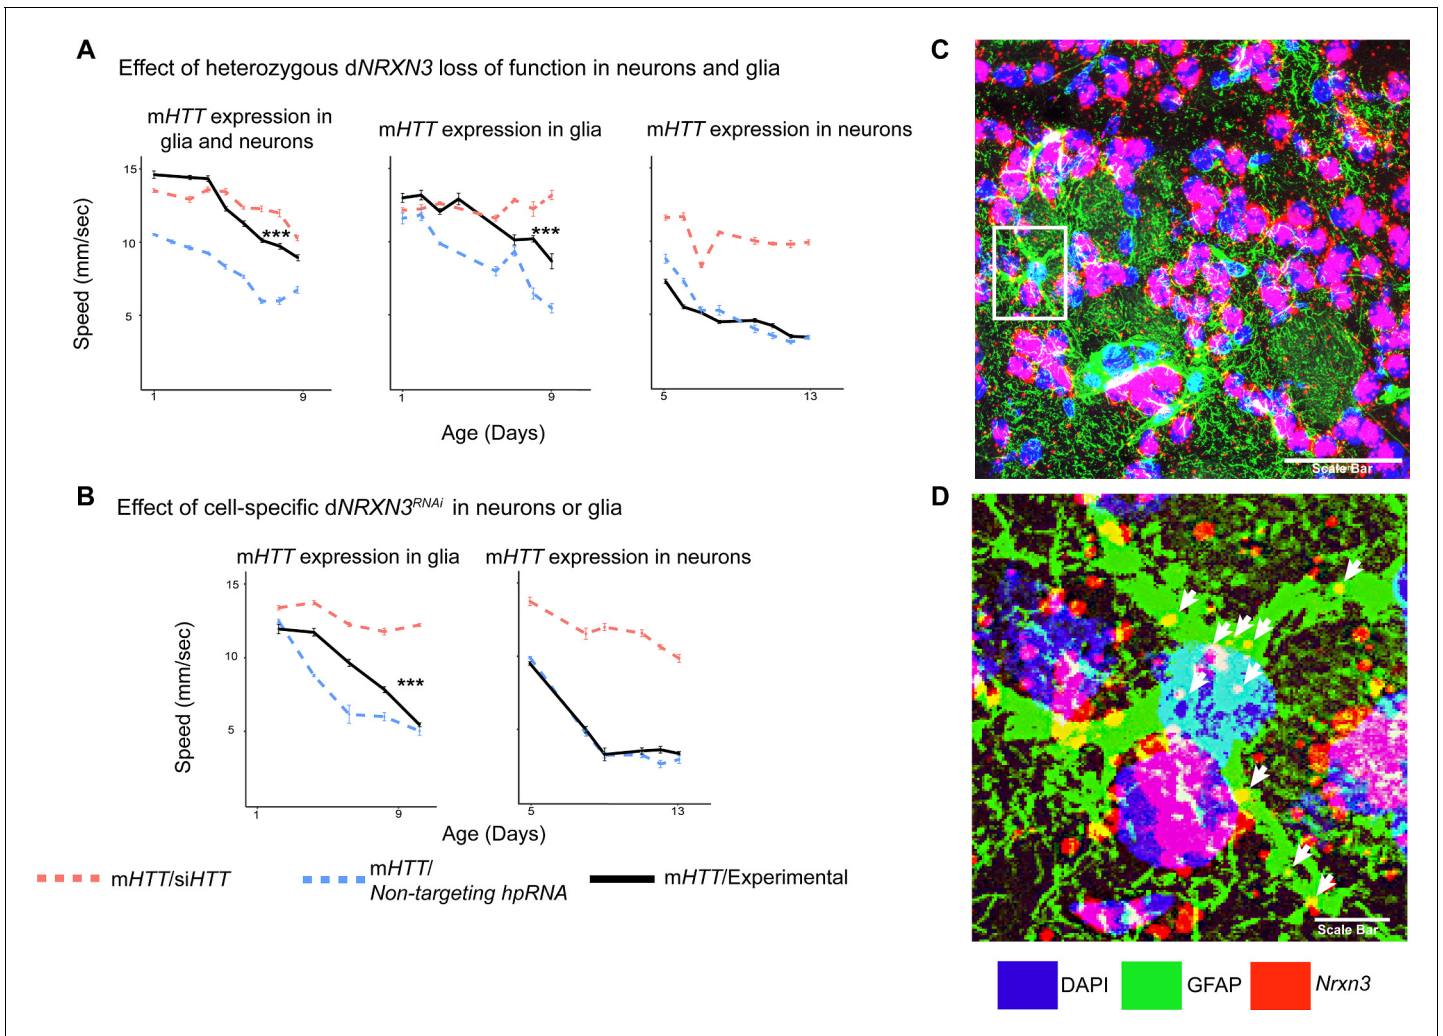 A
Effect of heterozygous dNRXN3 loss of function in neurons and glia
mHTT expression in
glia and neurons
mHTT expression in glia
mHTT expression in neurons
Speed (mm/sec)
15
10
5
***
***
1
9
1
9
5
13
Age (Days)
B
Effect of cell-specific dNRXN3RNAi in neurons or glia
mHTT expression in glia
mHTT expression in neurons
Speed (mm/sec)
15
10
5
***
1
9
5
13
Age (Days)
mHTT/siHTT
mHTT/
Non-targeting hpRNA
mHTT/Experimental
C
Scale Bar
D
Scale Bar
DAPI
GFAP
Nrxn3